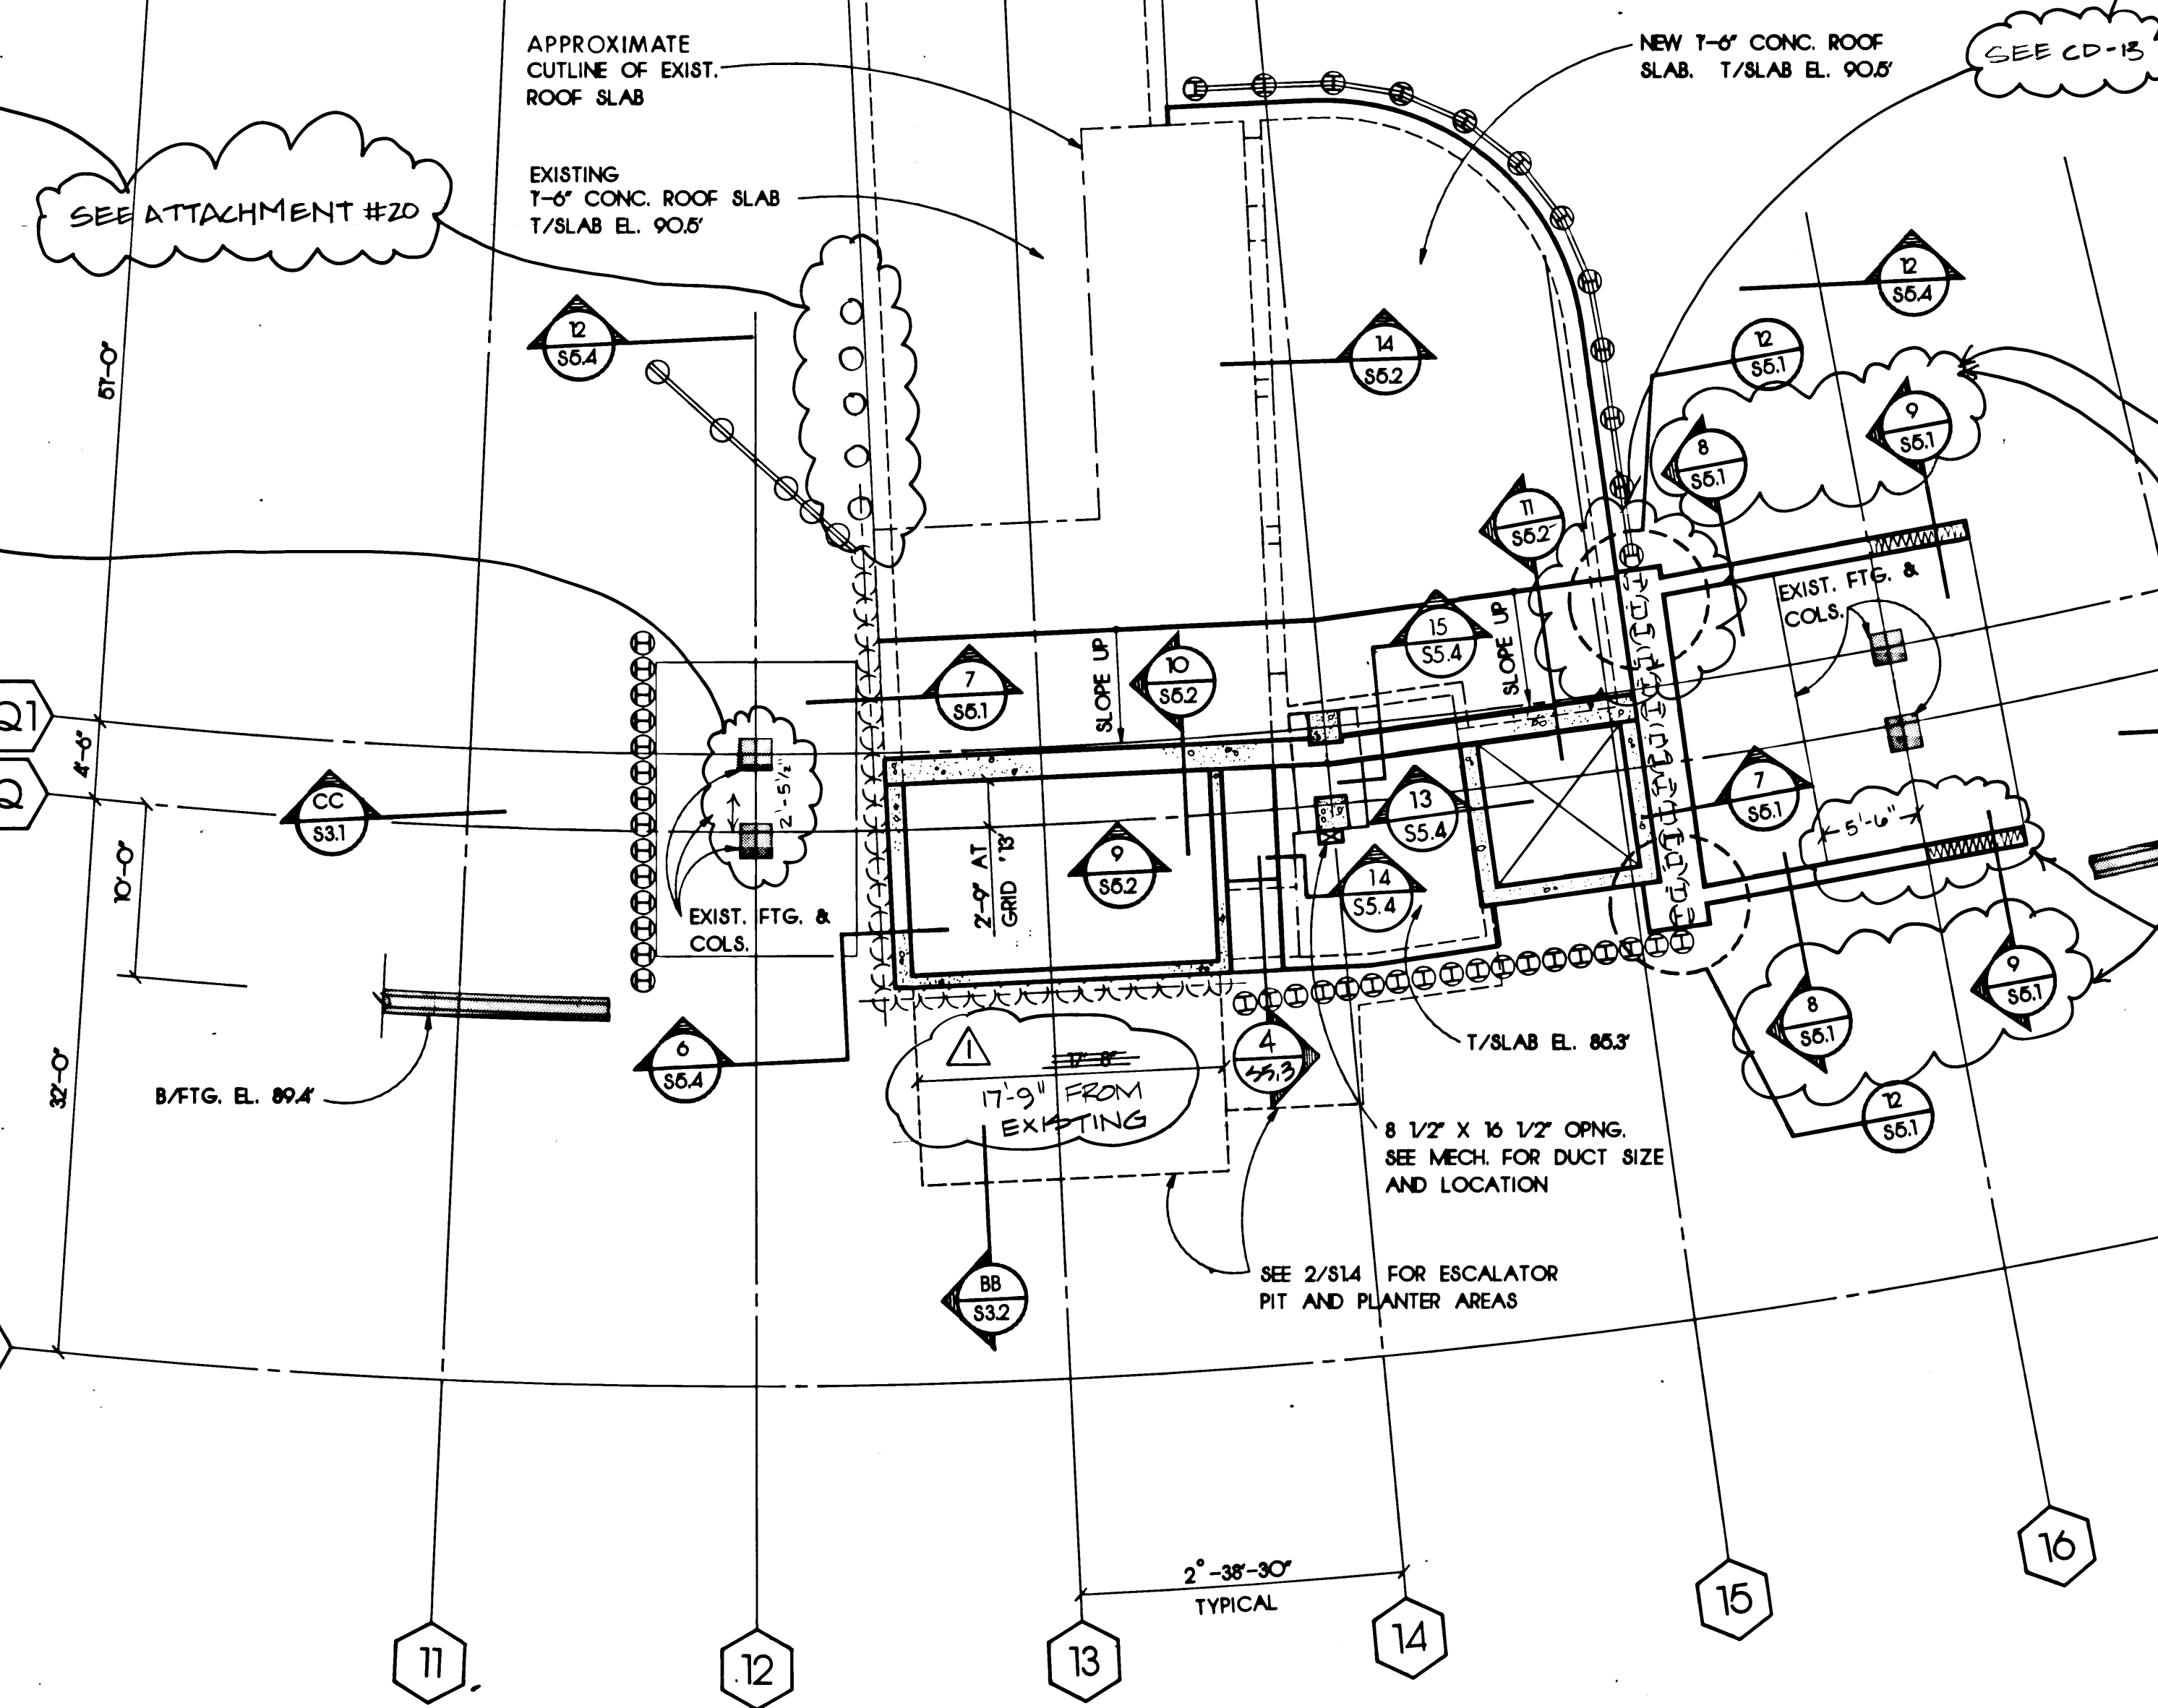 APPROXIMATE
CUTLINE OF EXIST.
ROOF SLAB
NEW 1'-6" CONC. ROOF
SLAB. T/SLAB EL. 90.5'
SEE CD-13
EXISTING
1'-6" CONC. ROOF SLAB
T/SLAB EL. 90.5'
SEE ATTACHMENT #20
12
S5.4
12
S5.4
14
S5.2
12
S5.1
9
S5.1
8
S5.1
51'-0"
11
S5.2
EXIST. FTG. &
COLS.
15
S5.4
SLOPE UP
SLOPE UP
10
S5.2
7
S5.1
Q1
4'-6"
Q
CC
S3.1
2'-5 1/2"
13
S5.4
7
S5.1
5'-6"
10'-0"
2'-9" AT
GRID '13'
9
S5.2
14
S5.4
EXIST. FTG. &
COLS.
9
S5.1
8
S5.1
T/SLAB EL. 85.3'
6
S5.4
1
17'-8"
17'-9" FROM
EXISTING
4
S5.3
32'-0"
B/FTG. EL. 89.4'
12
S5.1
8 1/2" X 16 1/2" OPNG.
SEE MECH. FOR DUCT SIZE
AND LOCATION
BB
S3.2
SEE 2/S1.4 FOR ESCALATOR
PIT AND PLANTER AREAS
2°-38'-30"
TYPICAL
11
12
13
14
15
16